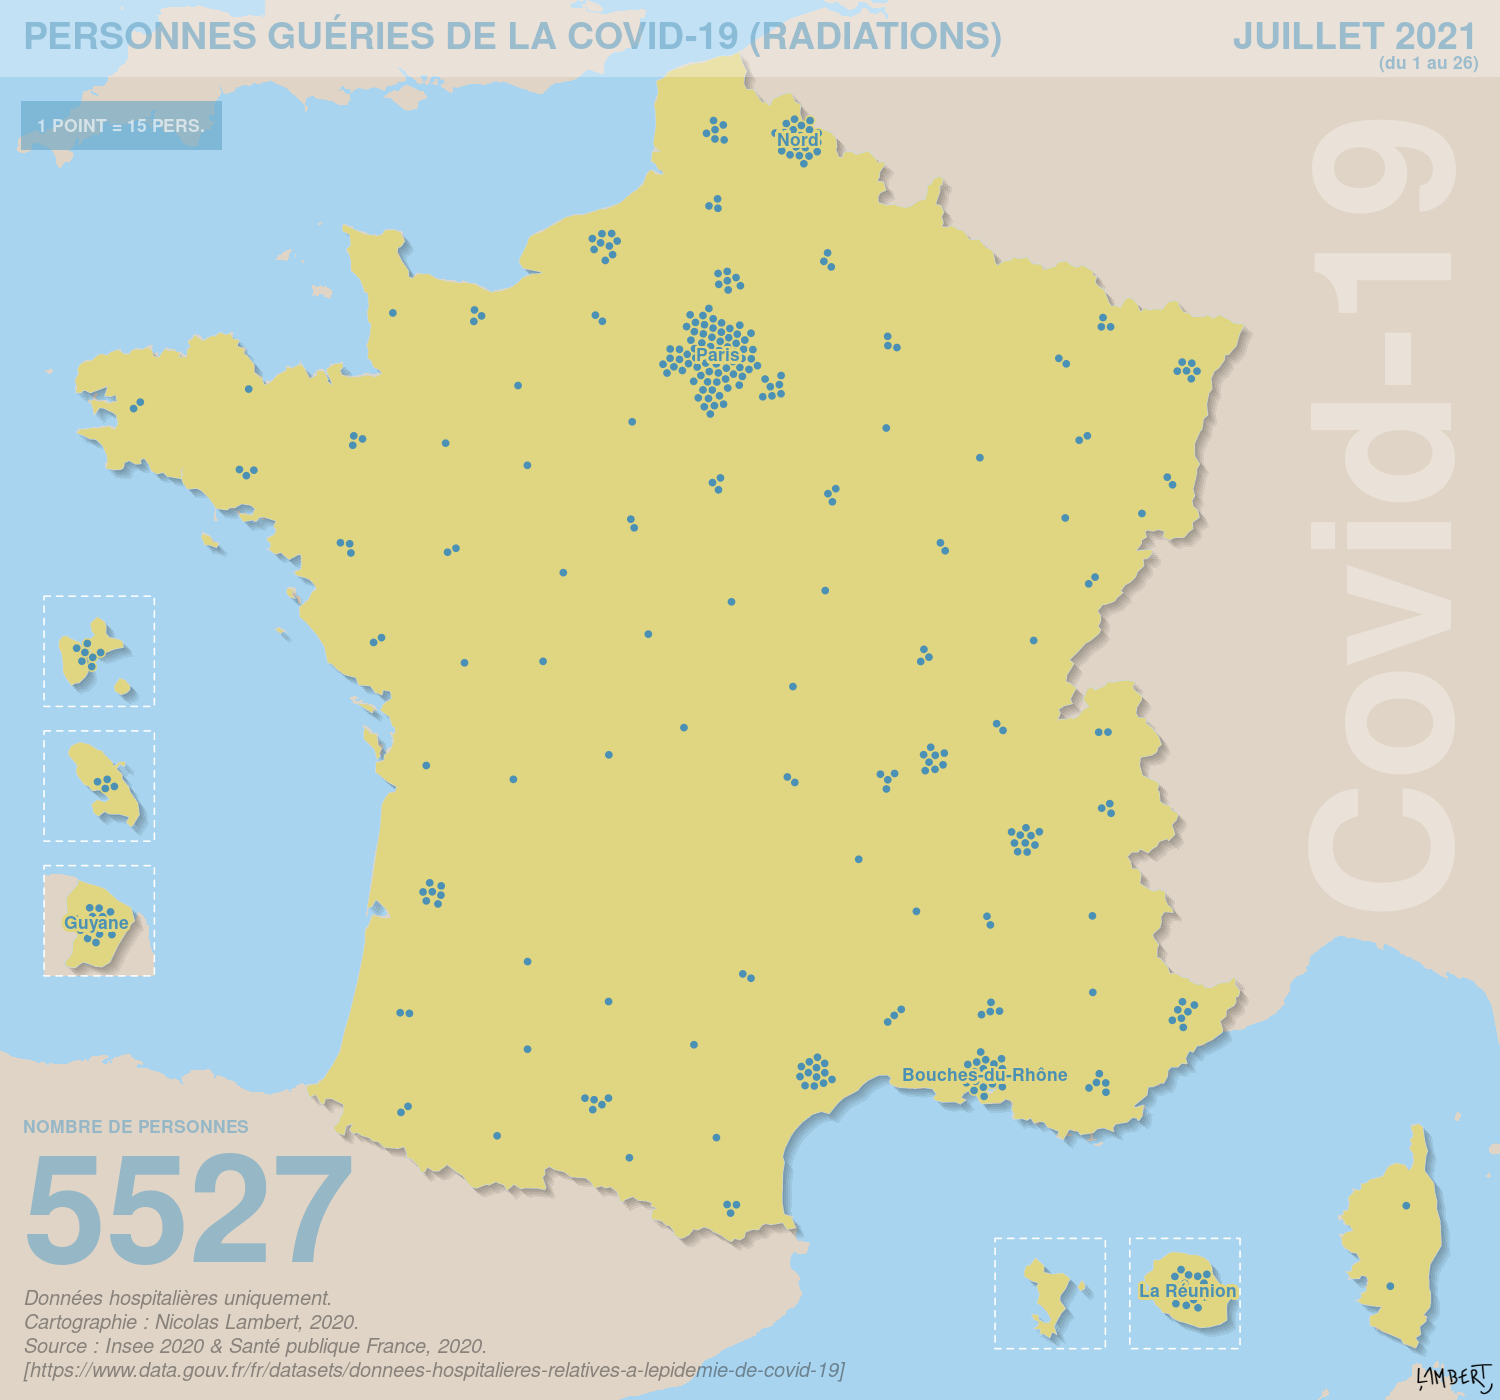 PERSONNES GUÉRIES DE LA COVID-19 (RADIATIONS)
JUILLET 2021
(du 1 au 26)
1 POINT = 15 PERS.
Nord
Covid-19
Paris
Guyane
Bouches-du-Rhône
NOMBRE DE PERSONNES
5527
La Réunion
Données hospitalières uniquement.
Cartographie : Nicolas Lambert, 2020.
Source : Insee 2020 & Santé publique France, 2020.
[https://www.data.gouv.fr/fr/datasets/donnees-hospitalieres-relatives-a-lepidemie-de-covid-19]
LAMBERT